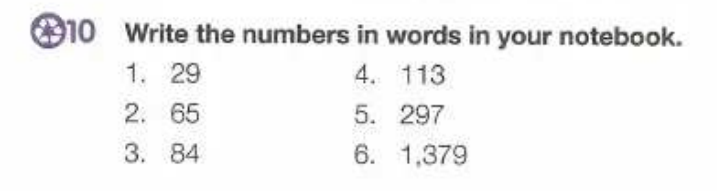 10 Write the numbers in words in your notebook.
1. 29 4. 113
2. 65 5. 297
3. 84 6. 1,379